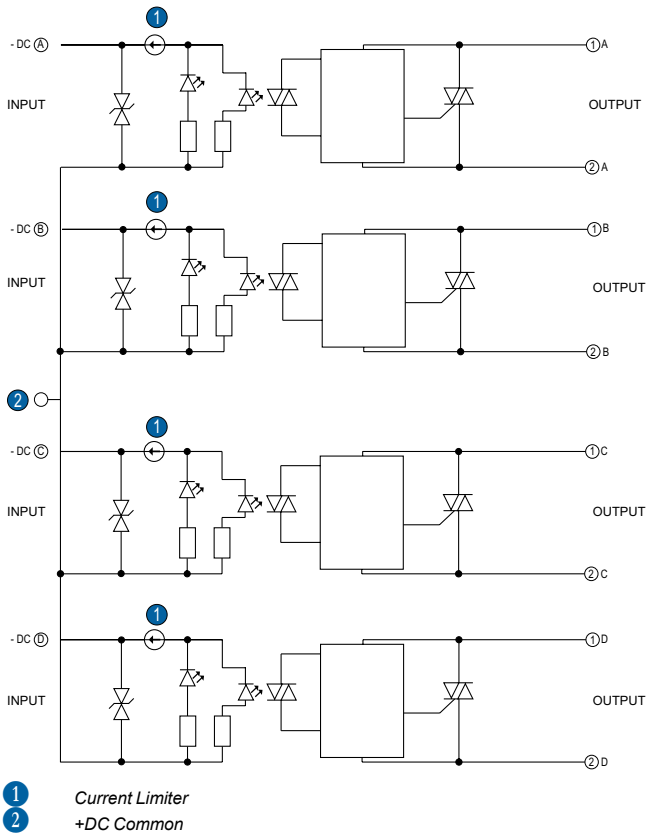 1
- DC Ⓐ
① A
INPUT
OUTPUT
② A
1
- DC Ⓑ
① B
INPUT
OUTPUT
② B
2
1
- DC Ⓒ
① C
INPUT
OUTPUT
② C
1
- DC Ⓓ
① D
INPUT
OUTPUT
② D
1 Current Limiter
2 +DC Common